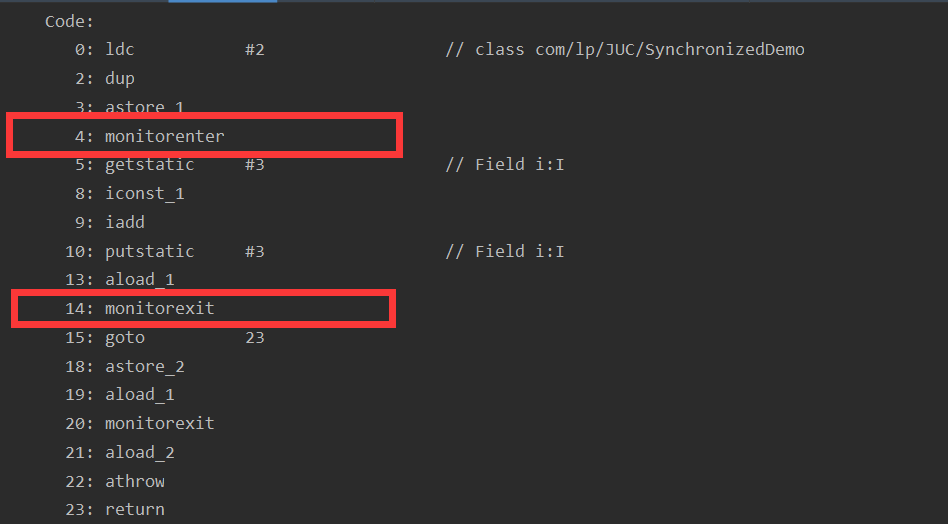 Code:
0: ldc #2 // class com/lp/JUC/SynchronizedDemo
2: dup
3: astore_1
4: monitorenter
5: getstatic #3 // Field i:I
8: iconst_1
9: iadd
10: putstatic #3 // Field i:I
13: aload_1
14: monitorexit
15: goto 23
18: astore_2
19: aload_1
20: monitorexit
21: aload_2
22: athrow
23: return